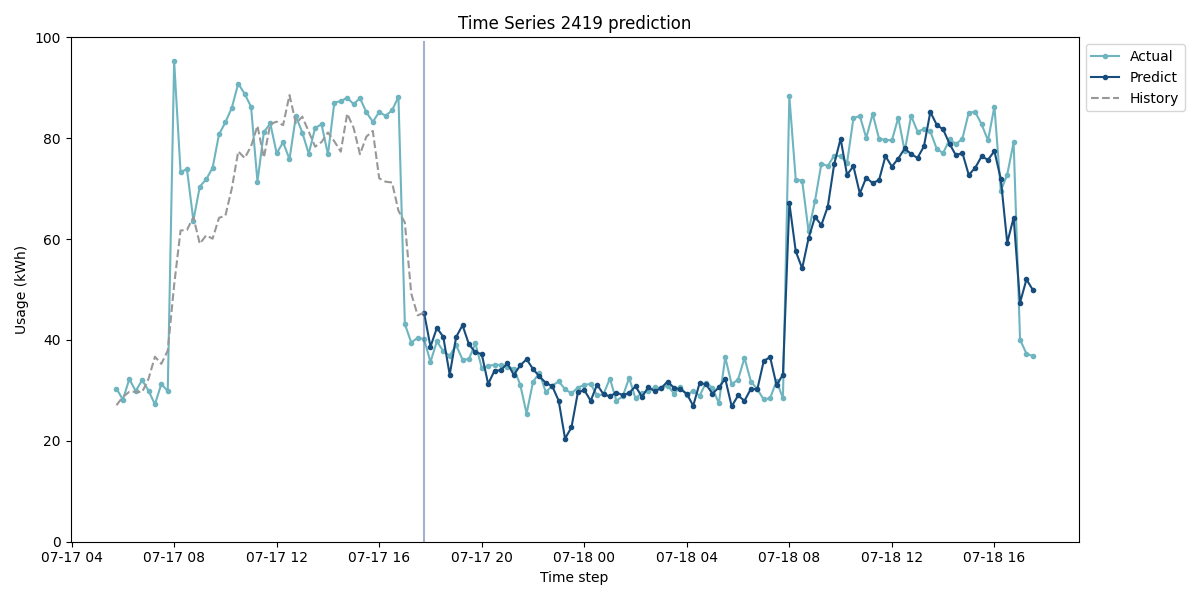 Time Series 2419 prediction
Usage (kWh)
100
80
60
40
20
0
07-17 04
07-17 08
07-17 12
07-17 16
07-17 20
07-18 00
07-18 04
07-18 08
07-18 12
07-18 16
Time step
Actual
Predict
History